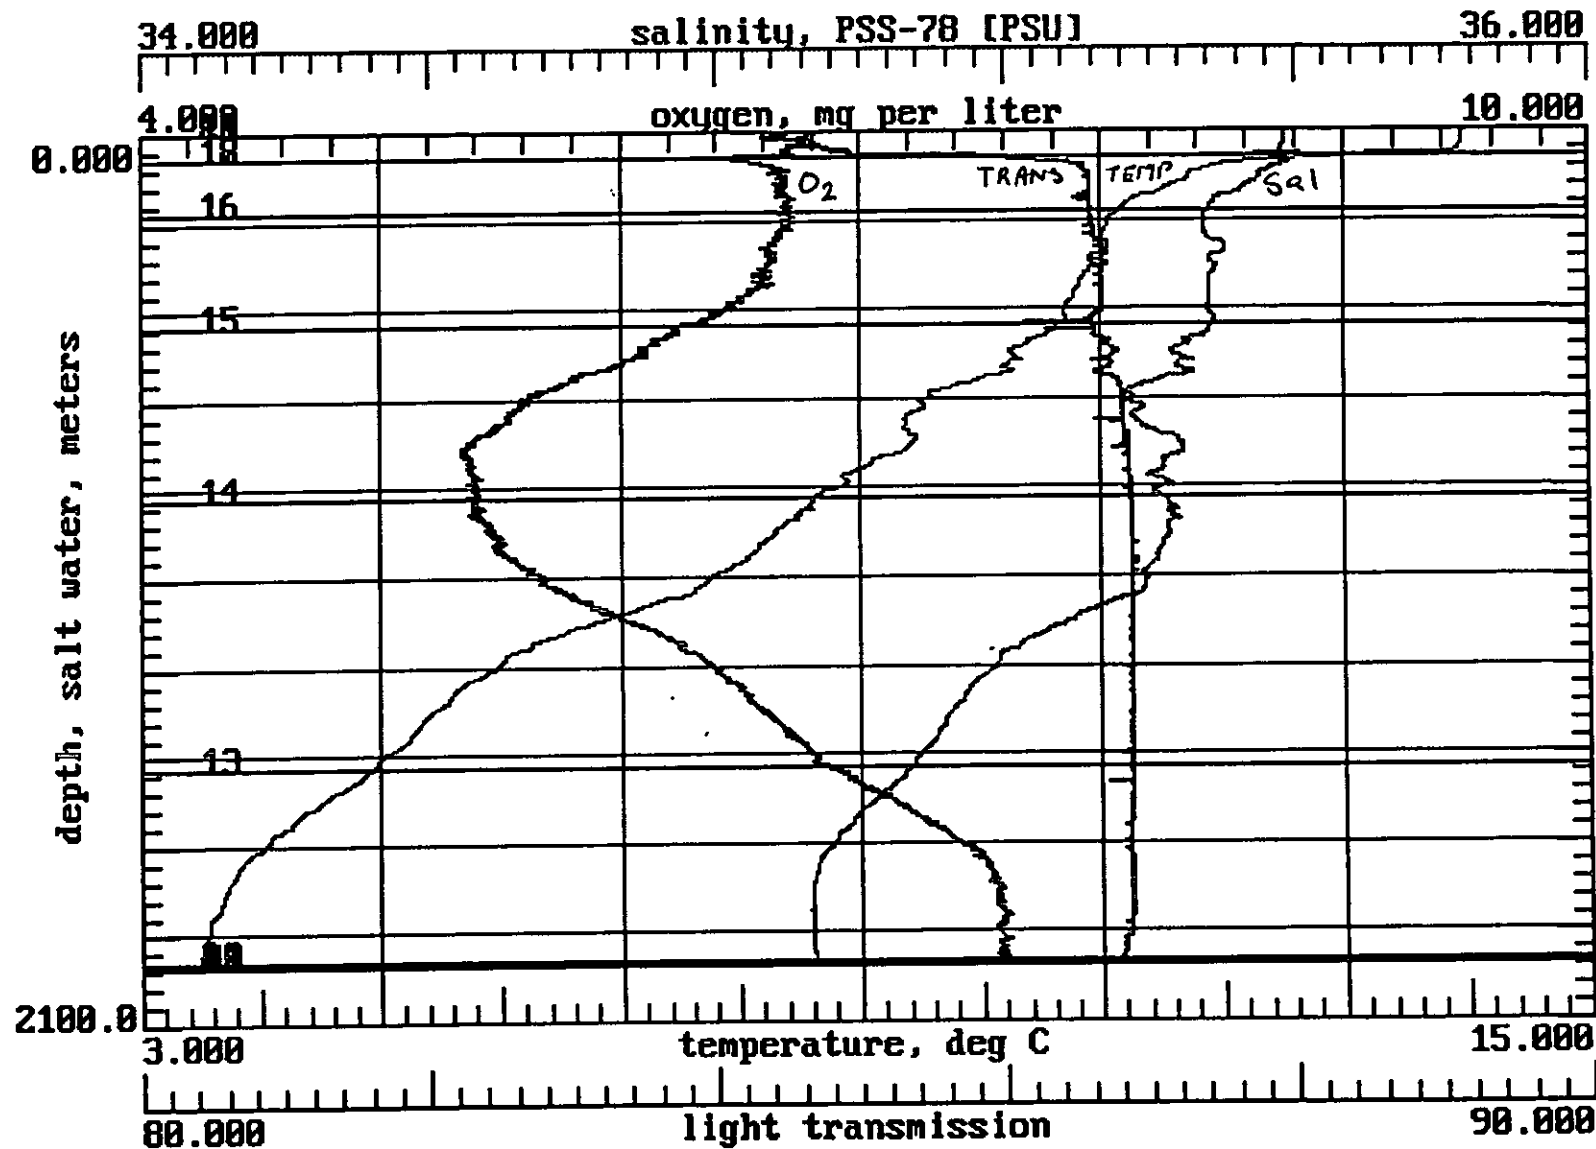 34.000 salinity, PSS-78 [PSU] 36.000
oxygen, mg per liter 10.000
0.000
O2 TRANS TEMP Sal
16
15
depth, salt water, meters
14
13
2100.0
3.000 temperature, deg C 15.000
80.000 light transmission 90.000